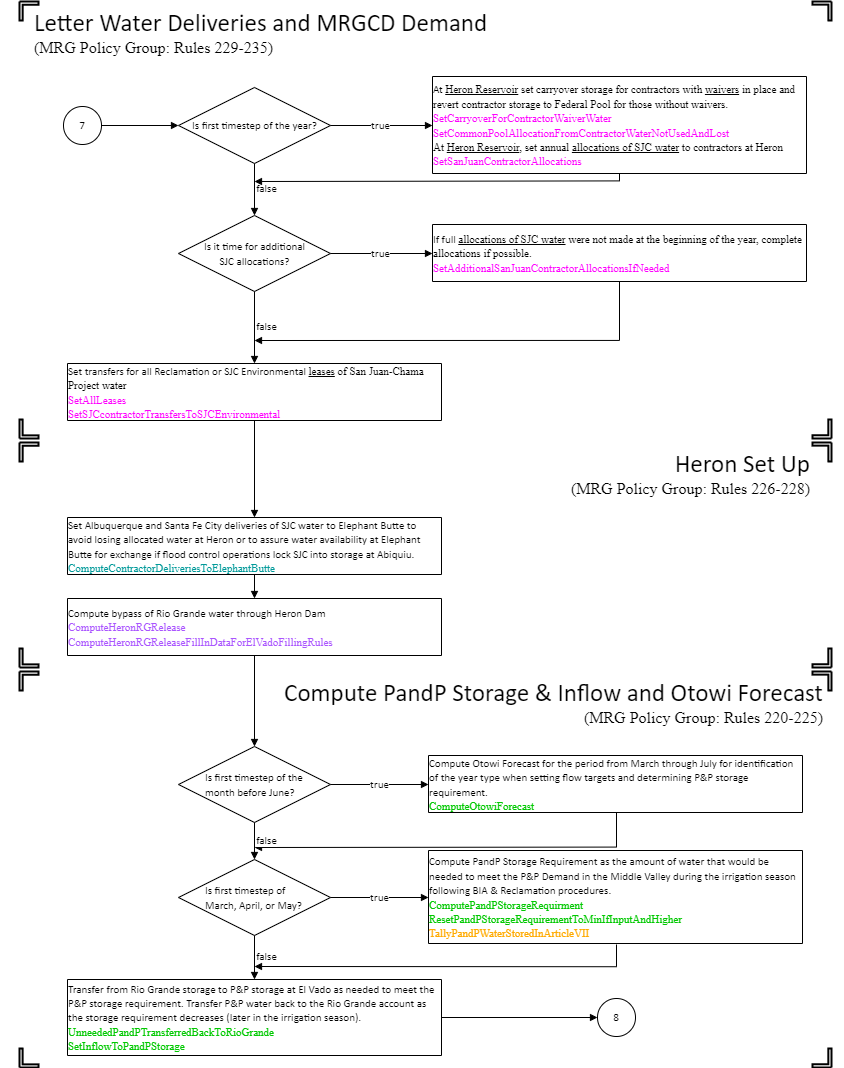 Letter Water Deliveries and MRGCD Demand
(MRG Policy Group: Rules 229-235)
7
Is first timestep of the year?
true
At Heron Reservoir set carryover storage for contractors with waivers in place and
revert contractor storage to Federal Pool for those without waivers.
SetCarryoverForContractorWaiverWater
SetCommonPoolAllocationFromContractorWaterNotUsedAndLost
At Heron Reservoir, set annual allocations of SJC water to contractors at Heron
SetSanJuanContractorAllocations
false
Is it time for additional
SJC allocations?
true
If full allocations of SJC water were not made at the beginning of the year, complete
allocations if possible.
SetAdditionalSanJuanContractorAllocationsIfNeeded
false
Set transfers for all Reclamation or SJC Environmental leases of San Juan-Chama
Project water
SetAllLeases
SetSJCcontractorTransfersToSJCEnvironmental
Heron Set Up
(MRG Policy Group: Rules 226-228)
Set Albuquerque and Santa Fe City deliveries of SJC water to Elephant Butte to
avoid losing allocated water at Heron or to assure water availability at Elephant
Butte for exchange if flood control operations lock SJC into storage at Abiquiu.
ComputeContractorDeliveriesToElephantButte
Compute bypass of Rio Grande water through Heron Dam
ComputeHeronRGRelease
ComputeHeronRGReleaseFillInDataForElVadoFillingRules
Compute PandP Storage & Inflow and Otowi Forecast
(MRG Policy Group: Rules 220-225)
Is first timestep of the
month before June?
true
Compute Otowi Forecast for the period from March through July for identification
of the year type when setting flow targets and determining P&P storage
requirement.
ComputeOtowiForecast
false
Is first timestep of
March, April, or May?
true
Compute PandP Storage Requirement as the amount of water that would be
needed to meet the P&P Demand in the Middle Valley during the irrigation season
following BIA & Reclamation procedures.
ComputePandPStorageRequirment
ResetPandPStorageRequirementToMinIfInputAndHigher
TallyPandPWaterStoredInArticleVII
false
Transfer from Rio Grande storage to P&P storage at El Vado as needed to meet the
P&P storage requirement. Transfer P&P water back to the Rio Grande account as
the storage requirement decreases (later in the irrigation season).
UnneededPandPTransferredBackToRioGrande
SetInflowToPandPStorage
8